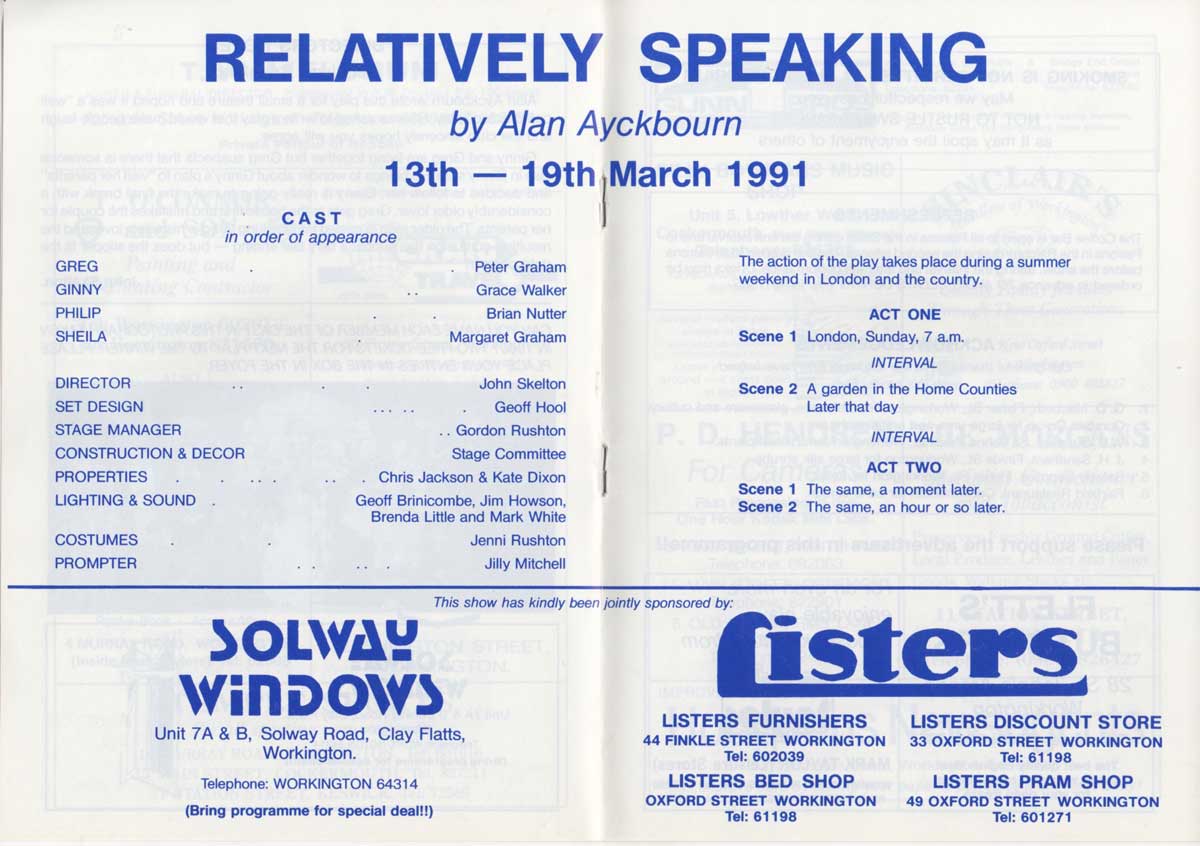 RELATIVELY SPEAKING
by Alan Ayckbourn
13th — 19th March 1991
CAST
in order of appearance
GREG . . Peter Graham
GINNY . . Grace Walker
PHILIP . Brian Nutter
SHEILA . . Margaret Graham
DIRECTOR . . . . John Skelton
SET DESIGN . . . . . . Geoff Hool
STAGE MANAGER . . Gordon Rushton
CONSTRUCTION & DECOR Stage Committee
PROPERTIES . . . . . . . . Chris Jackson & Kate Dixon
LIGHTING & SOUND . Geoff Brinicombe, Jim Howson,
Brenda Little and Mark White
COSTUMES . . Jenni Rushton
PROMPTER . . . . . Jilly Mitchell
The action of the play takes place during a summer
weekend in London and the country.
ACT ONE
Scene 1 London, Sunday, 7 a.m.
INTERVAL
Scene 2 A garden in the Home Counties
Later that day
INTERVAL
ACT TWO
Scene 1 The same, a moment later.
Scene 2 The same, an hour or so later.
This show has kindly been jointly sponsored by:
SOLWAY
WINDOWS
Unit 7A & B, Solway Road, Clay Flatts,
Workington.
Telephone: WORKINGTON 64314
(Bring programme for special deal!!)
Listers
LISTERS FURNISHERS
44 FINKLE STREET WORKINGTON
Tel: 602039
LISTERS BED SHOP
OXFORD STREET WORKINGTON
Tel: 61198
LISTERS DISCOUNT STORE
33 OXFORD STREET WORKINGTON
Tel: 61198
LISTERS PRAM SHOP
49 OXFORD STREET WORKINGTON
Tel: 601271